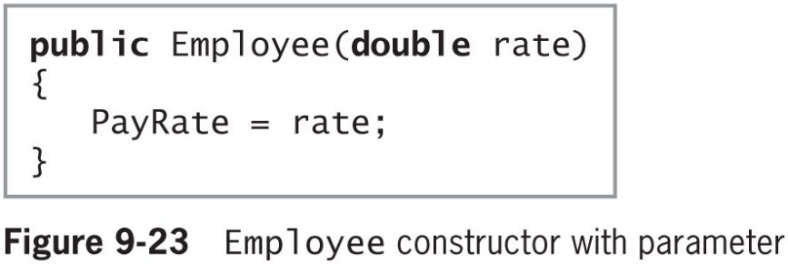 public Employee(double rate)
{
PayRate = rate;
}
Figure 9-23 Employee constructor with parameter